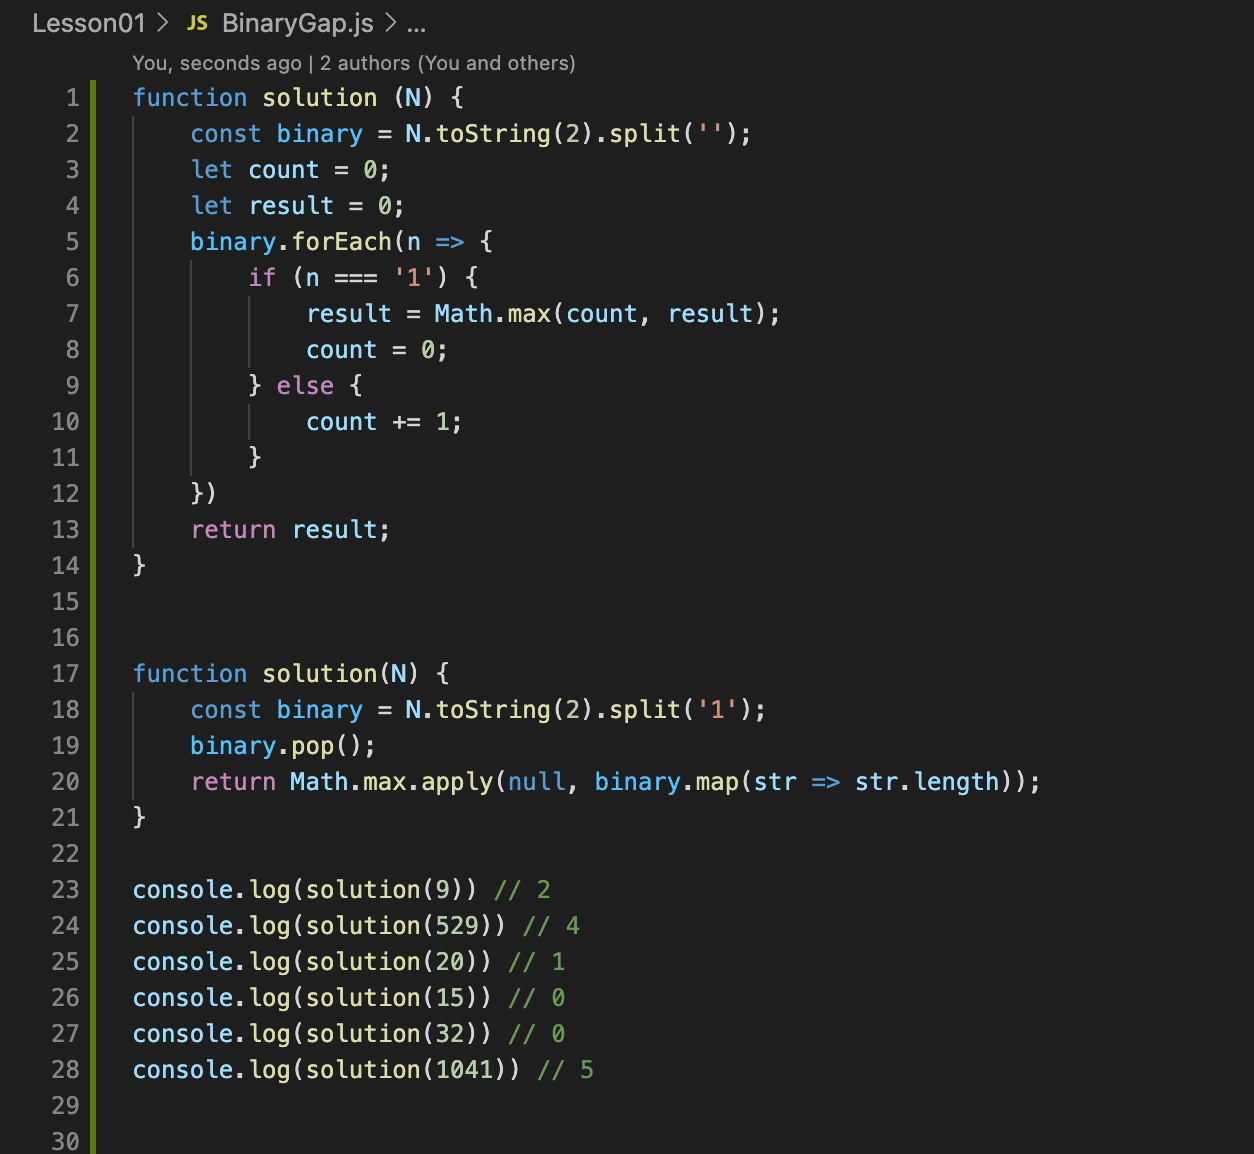 Lesson01 > JS BinaryGap.js > ...
You, seconds ago | 2 authors (You and others)
1 function solution (N) {
2     const binary = N.toString(2).split('');
3     let count = 0;
4     let result = 0;
5     binary.forEach(n => {
6         if (n === '1') {
7             result = Math.max(count, result);
8             count = 0;
9         } else {
10             count += 1;
11         }
12     })
13     return result;
14 }
15
16
17 function solution(N) {
18     const binary = N.toString(2).split('1');
19     binary.pop();
20     return Math.max.apply(null, binary.map(str => str.length));
21 }
22
23 console.log(solution(9)) // 2
24 console.log(solution(529)) // 4
25 console.log(solution(20)) // 1
26 console.log(solution(15)) // 0
27 console.log(solution(32)) // 0
28 console.log(solution(1041)) // 5
29
30